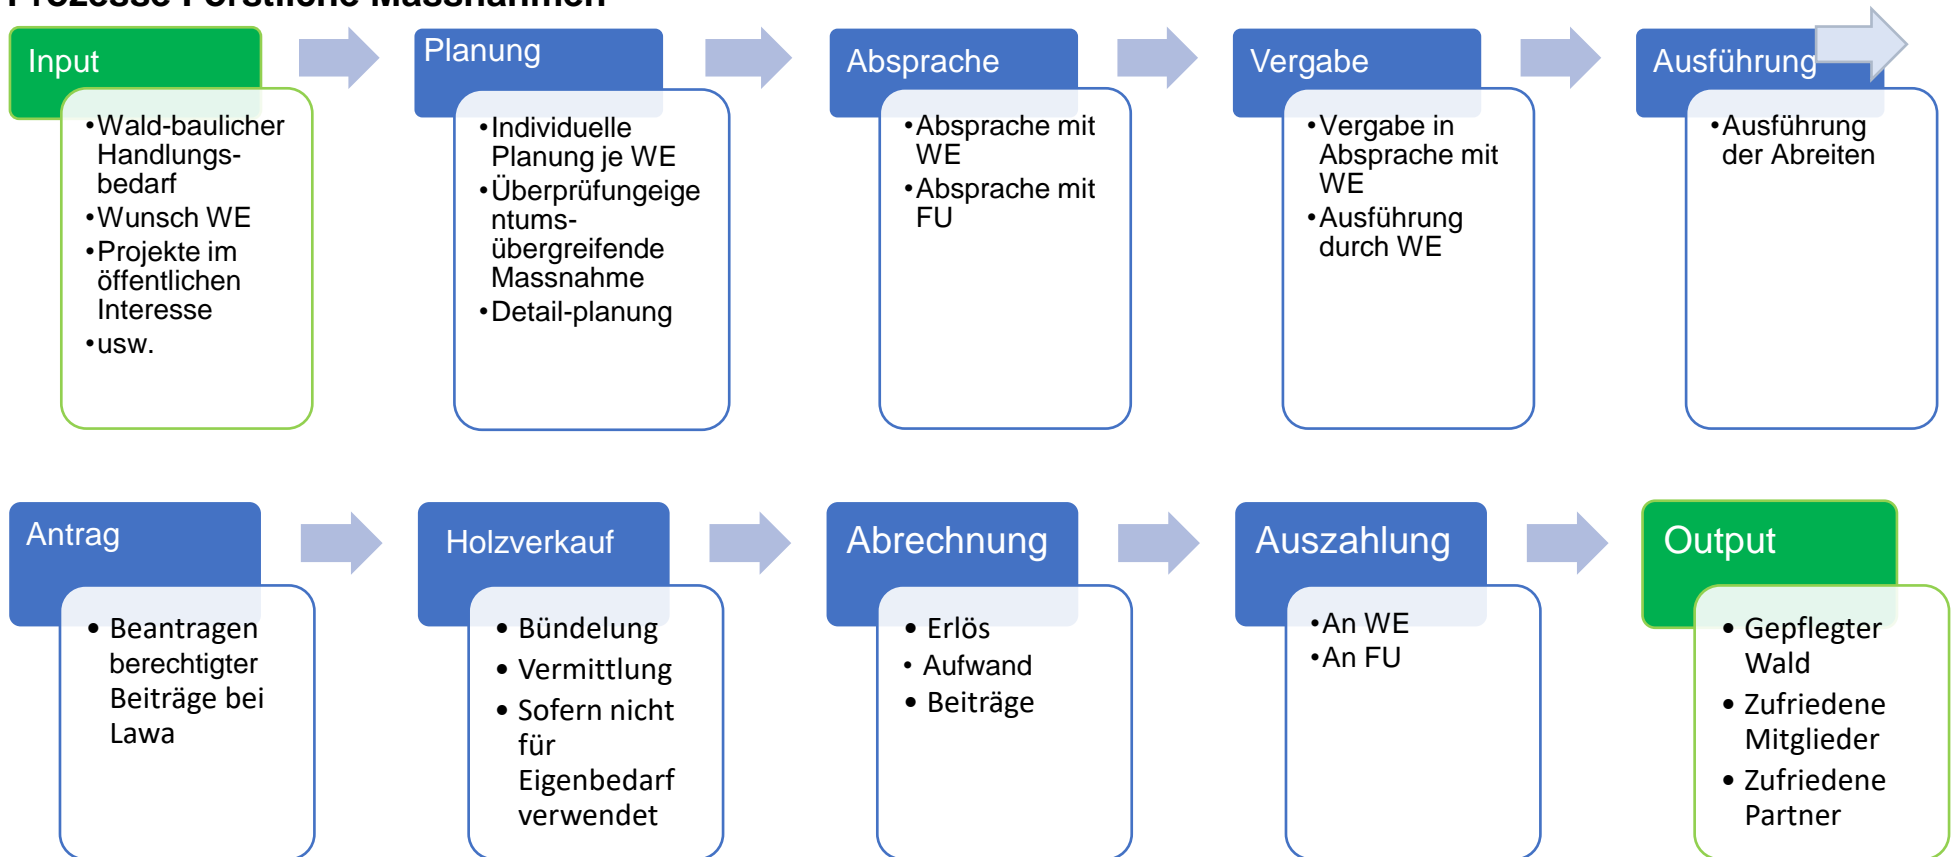 Prozesse Forstliche Massnahmen
Input
•Wald-baulicher
Handlungs-
bedarf
•Wunsch WE
•Projekte im
öffentlichen
Interesse
•usw.
Planung
•Individuelle
Planung je WE
•Überprüfungeige
ntums-
übergreifende
Massnahme
•Detail-planung
Absprache
•Absprache mit
WE
•Absprache mit
FU
Vergabe
•Vergabe in
Absprache mit
WE
•Ausführung
durch WE
Ausführung
•Ausführung
der Abreiten
Antrag
• Beantragen
berechtigter
Beiträge bei
Lawa
Holzverkauf
• Bündelung
• Vermittlung
• Sofern nicht
für
Eigenbedarf
verwendet
Abrechnung
• Erlös
• Aufwand
• Beiträge
Auszahlung
•An WE
•An FU
Output
• Gepflegter
Wald
• Zufriedene
Mitglieder
• Zufriedene
Partner